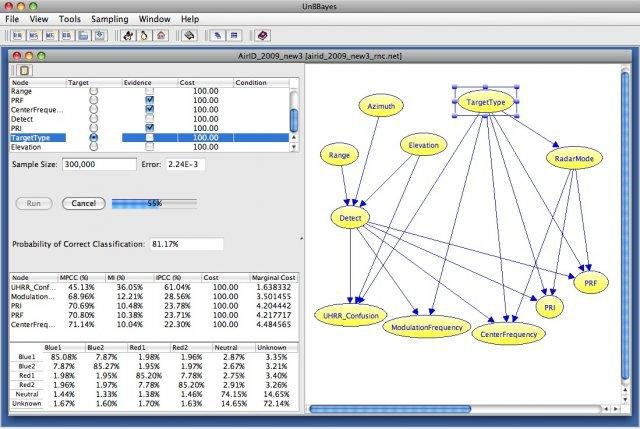 UnBBayes
File View Tools Sampling Window Help
AirID_2009_new3 [airid_2009_new3_rnc.net]
Node Target Evidence Cost Condition
Range 100.00
PRF 100.00
CenterFreque... 100.00
Detect 100.00
PRI 100.00
TargetType 100.00
Elevation 100.00
Sample Size: 300,000 Error: 2.24E-3
Run Cancel 55%
Probability of Correct Classification: 81.17%
Node MPCC (%) MI (%) IPCC (%) Cost Marginal Cost
UHRR_Conf... 45.13% 36.05% 61.04% 100.00 1.638332
Modulation... 68.96% 12.21% 28.56% 100.00 3.501455
PRI 70.69% 10.48% 23.78% 100.00 4.204442
PRF 70.80% 10.38% 23.71% 100.00 4.217717
CenterFreq... 71.14% 10.04% 22.30% 100.00 4.484565
Blue1 Blue2 Red1 Red2 Neutral Unknown
Blue1 85.08% 7.87% 1.98% 1.96% 2.87% 3.35%
Blue2 7.87% 85.27% 1.95% 1.97% 2.67% 3.21%
Red1 1.98% 1.95% 85.20% 7.78% 2.75% 3.40%
Red2 1.96% 1.97% 7.78% 85.20% 2.91% 3.26%
Neutral 1.44% 1.33% 1.38% 1.46% 74.15% 14.65%
Unknown 1.67% 1.60% 1.70% 1.63% 14.65% 72.14%
Azimuth
TargetType
Range
Elevation
RadarMode
Detect
PRF
PRI
UHRR_Confusion
ModulationFrequency
CenterFrequency